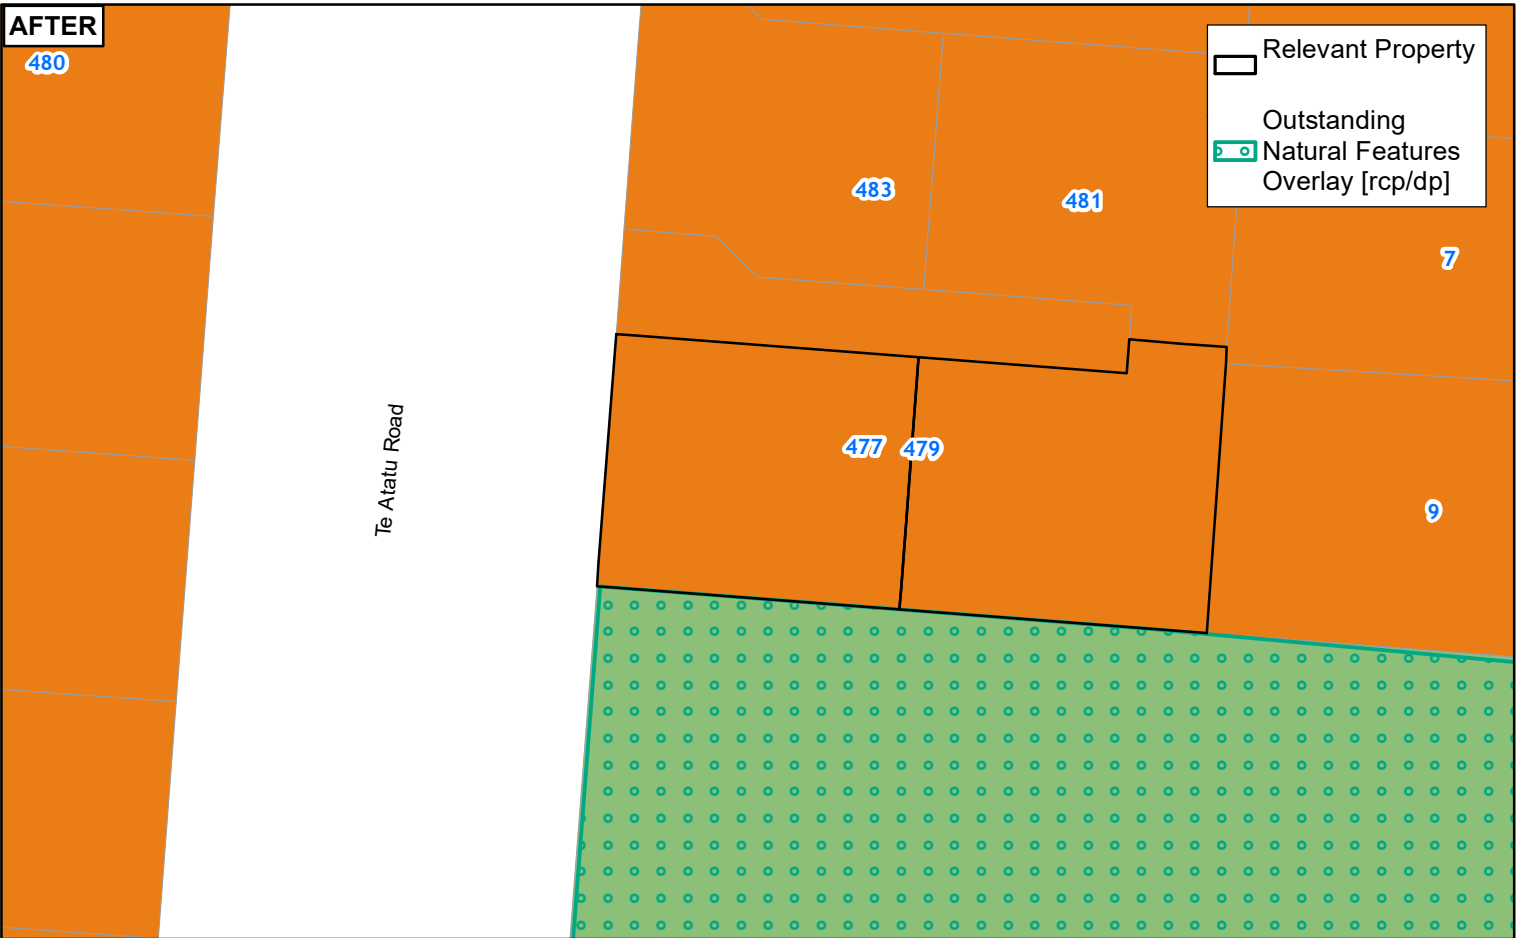 AFTER
480
Relevant Property
Outstanding
Natural Features
Overlay [rcp/dp]
483
481
7
Te Atatu Road
477
479
9